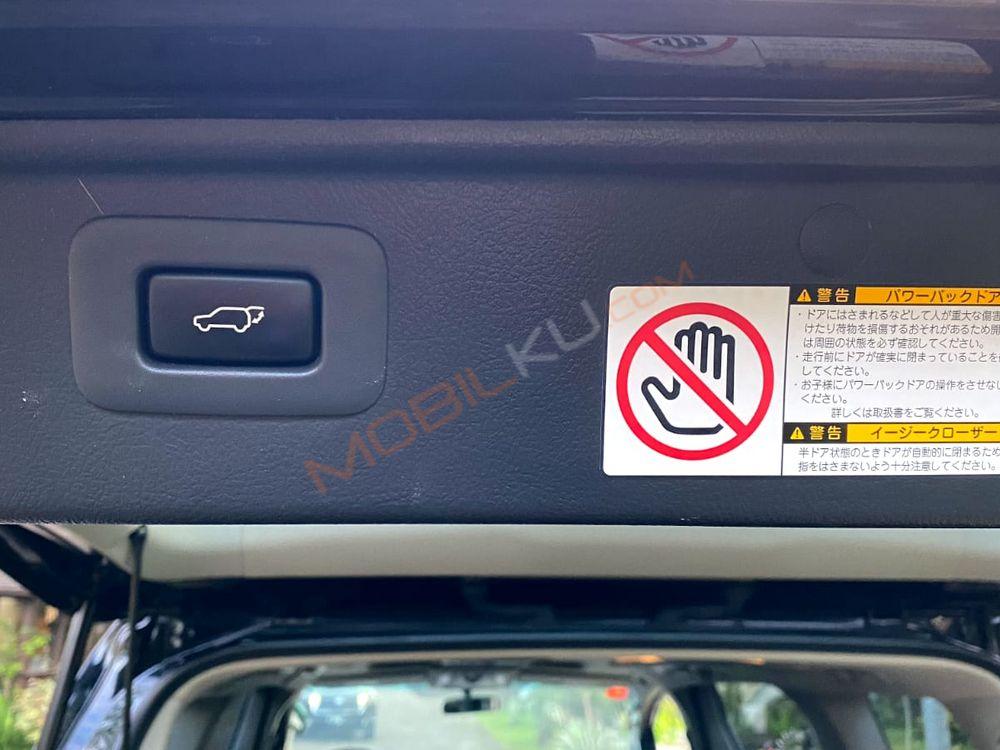 MOBILKU.COM
警告 パワーバックドア
・ドアにはさまれるなどして人が重大な傷害
けたり荷物を損傷するおそれがあるため開
は周囲の状態を必ず確認してください。
・走行前にドアが確実に閉まっていることを
してください。
・お子様にパワーバックドアの操作をさせな
ください。
詳しくは取扱書をご覧ください。
警告 イージークローザー
半ドア状態のときドアが自動的に閉まるため
指をはさまないよう十分注意してください。